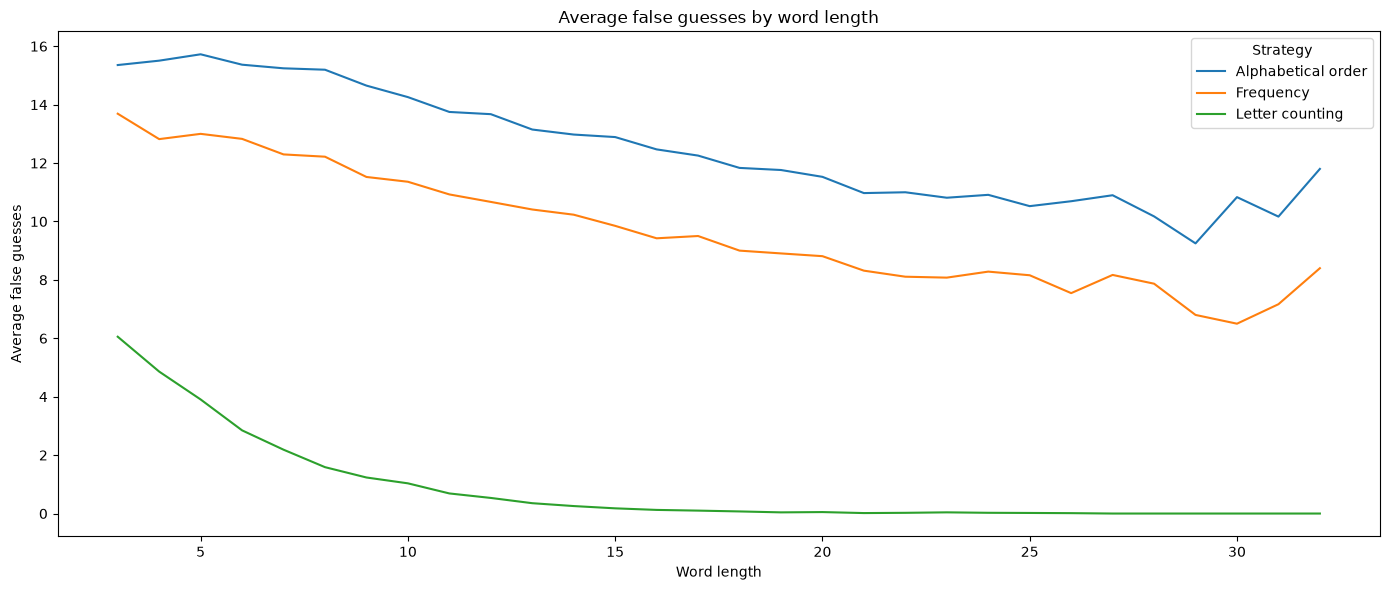 Average false guesses by word length
Strategy
Alphabetical order
Frequency
Letter counting
Average false guesses
16
14
12
10
8
6
4
2
0
5
10
15
20
25
30
Word length